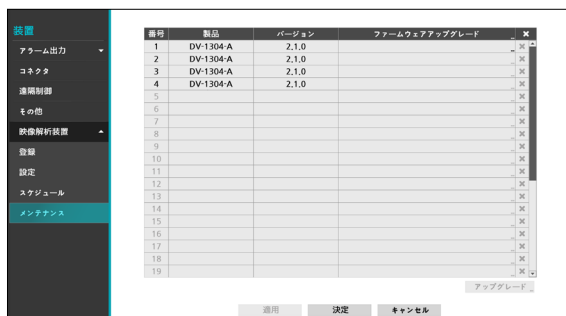 装置
アラーム出力
コネクタ
遠隔制御
その他
映像解析装置
登録
設定
スケジュール
メンテナンス
番号 製品 バージョン ファームウェアアップグレード
1 DV-1304-A 2.1.0
2 DV-1304-A 2.1.0
3 DV-1304-A 2.1.0
4 DV-1304-A 2.1.0
5
6
7
8
9
10
11
12
13
14
15
16
17
18
19
アップグレード
適用 決定 キャンセル